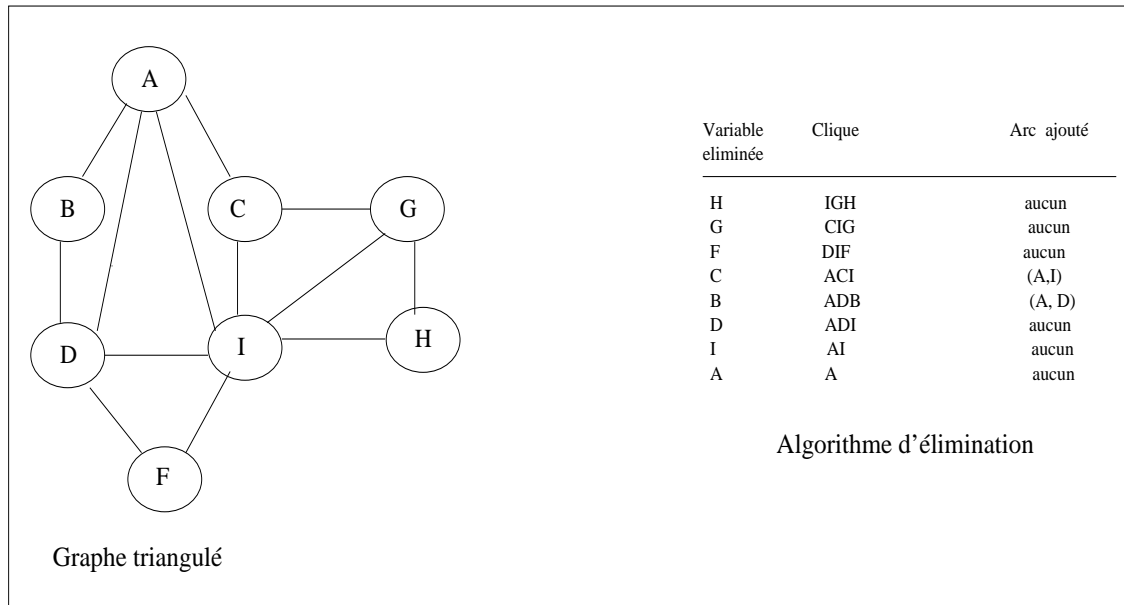 A
B
C
G
D
I
H
F
Graphe triangulé
Variable Clique Arc ajouté
eliminée
H IGH aucun
G CIG aucun
F DIF aucun
C ACI (A,I)
B ADB (A, D)
D ADI aucun
I AI aucun
A A aucun
Algorithme d'élimination